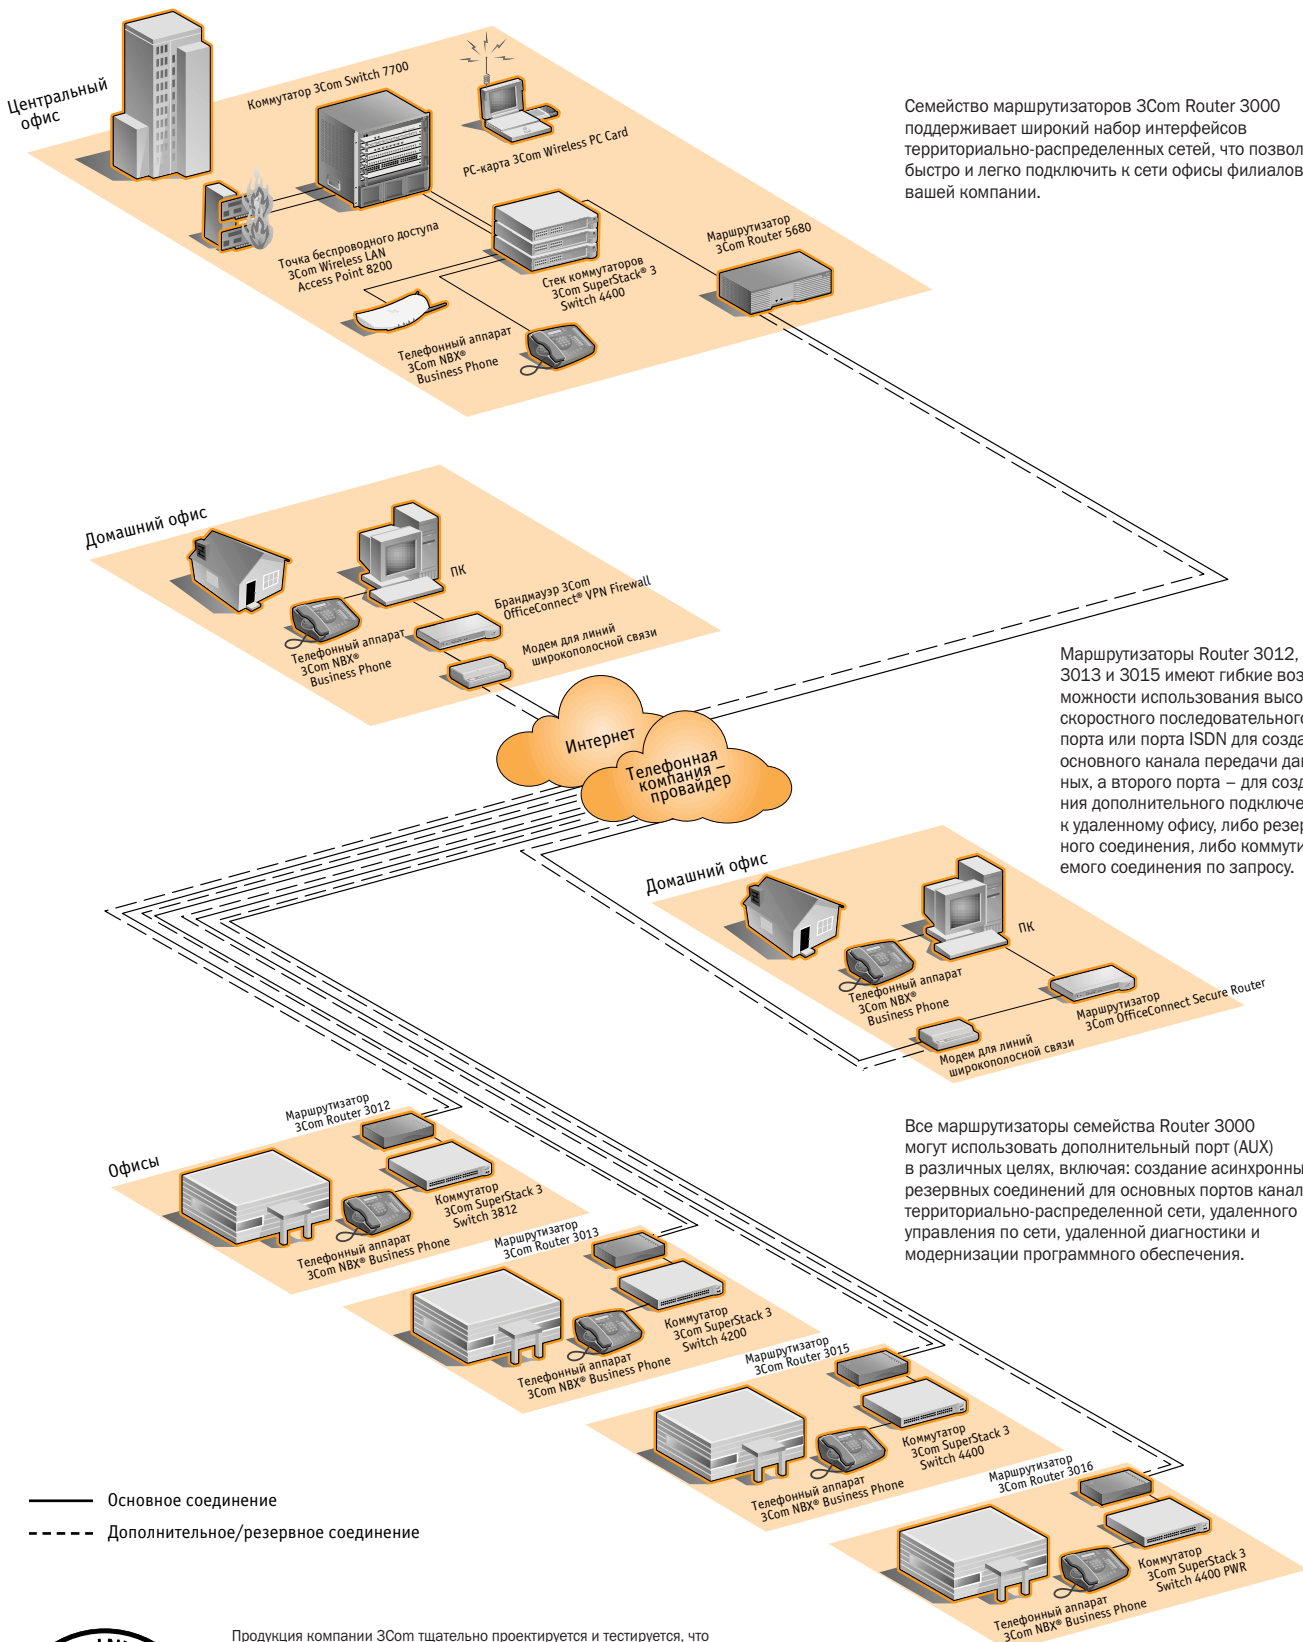 Центральный
офис
Коммутатор 3Com Switch 7700
PC-карта 3Com Wireless PC Card
Точка беспроводного доступа
3Com Wireless LAN
Access Point 8200
Стек коммутаторов
3Com SuperStack® 3
Switch 4400
Маршрутизатор
3Com Router 5680
Телефонный аппарат
3Com NBX®
Business Phone
Семейство маршрутизаторов 3Com Router 3000
поддерживает широкий набор интерфейсов
территориально-распределенных сетей, что позвол
быстро и легко подключить к сети офисы филиалов
вашей компании.
Домашний офис
ПК
Брандмауэр 3Com
OfficeConnect® VPN Firewall
Телефонный аппарат
3Com NBX®
Business Phone
Модем для линий
широкополосной связи
Интернет
Телефонная
компания –
провайдер
Маршрутизаторы Router 3012,
3013 и 3015 имеют гибкие воз
можности использования высо
скоростного последовательног
порта или порта ISDN для созда
основного канала передачи дан
ных, а второго порта – для созд
ния дополнительного подключе
к удаленному офису, либо резер
ного соединения, либо коммути
емого соединения по запросу.
Домашний офис
ПК
Телефонный аппарат
3Com NBX®
Business Phone
Маршрутизатор
3Com OfficeConnect Secure Router
Модем для линий
широкополосной связи
Все маршрутизаторы семейства Router 3000
могут использовать дополнительный порт (AUX)
в различных целях, включая: создание асинхронны
резервных соединений для основных портов канал
территориально-распределенной сети, удаленного
управления по сети, удаленной диагностики и
модернизации программного обеспечения.
Офисы
Маршрутизатор
3Com Router 3012
Коммутатор
3Com SuperStack 3
Switch 3812
Телефонный аппарат
3Com NBX® Business Phone
Маршрутизатор
3Com Router 3013
Коммутатор
3Com SuperStack 3
Switch 4200
Телефонный аппарат
3Com NBX® Business Phone
Маршрутизатор
3Com Router 3015
Коммутатор
3Com SuperStack 3
Switch 4400
Телефонный аппарат
3Com NBX® Business Phone
Маршрутизатор
3Com Router 3016
Коммутатор
3Com SuperStack 3
Switch 4400 PWR
Телефонный аппарат
3Com NBX® Business Phone
Основное соединение
Дополнительное/резервное соединение
Продукция компании 3Com тщательно проектируется и тестируется, что